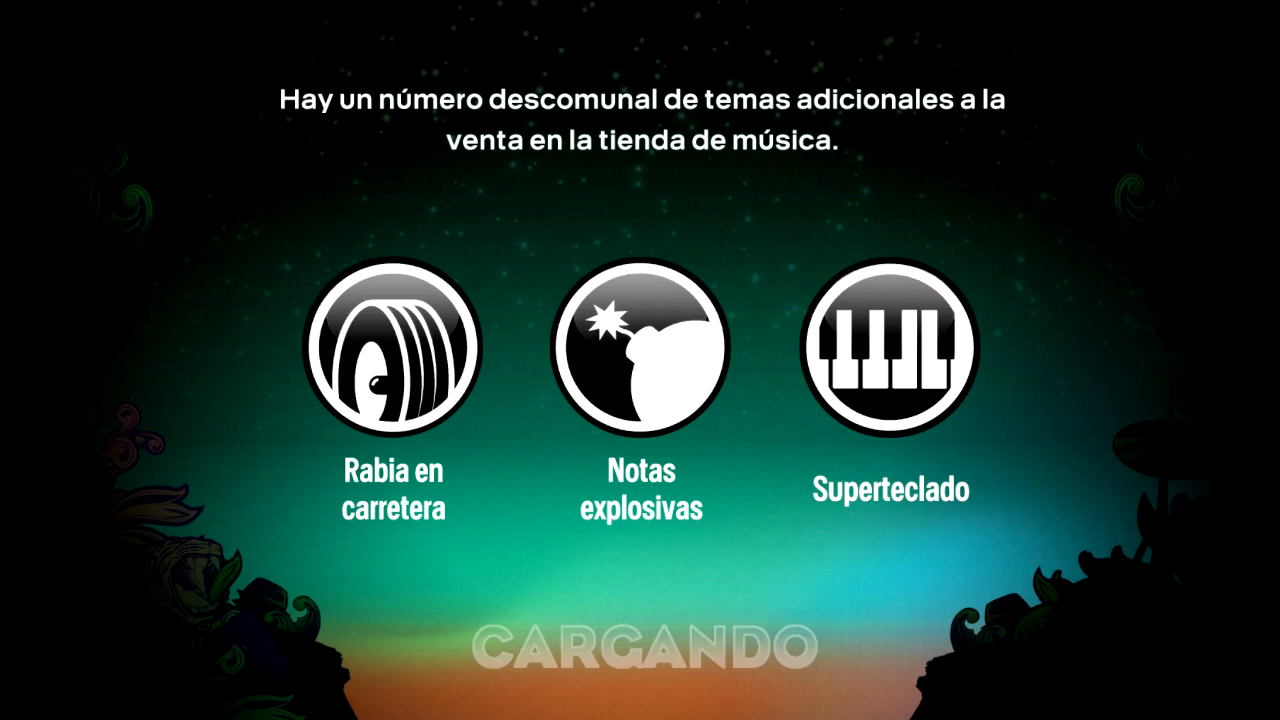 Hay un número descomunal de temas adicionales a la
venta en la tienda de música.
Rabia en
carretera
Notas
explosivas
Superteclado
CARGANDO